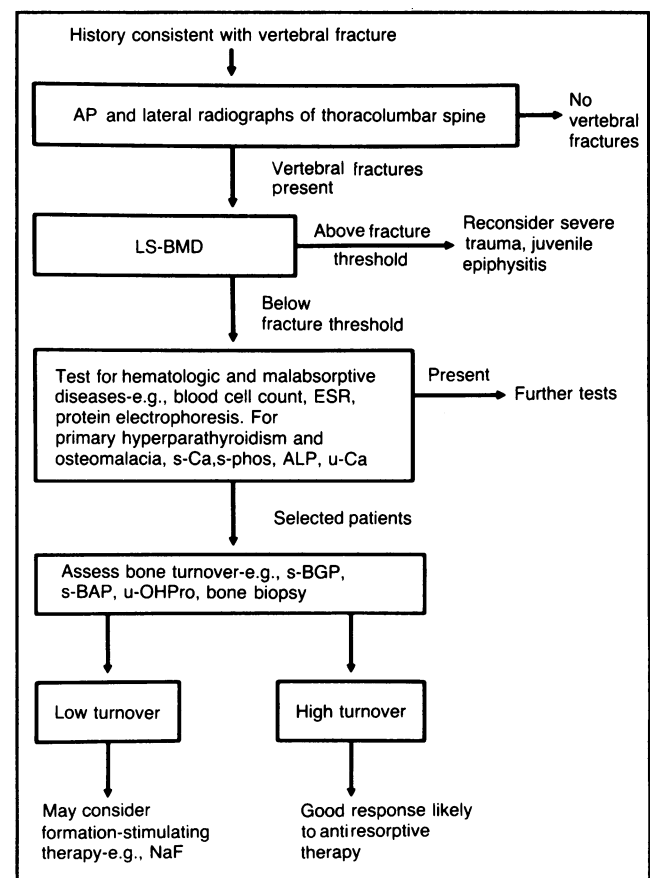 History consistent with vertebral fracture
AP and lateral radiographs of thoracolumbar spine
No
vertebral
fractures
Vertebral fractures
present
LS-BMD
Above fracture
threshold
Reconsider severe
trauma, juvenile
epiphysitis
Below
fracture threshold
Test for hematologic and malabsorptive
diseases-e.g., blood cell count, ESR,
protein electrophoresis. For
primary hyperparathyroidism and
osteomalacia, s-Ca,s-phos, ALP, u-Ca
Present
Further tests
Selected patients
Assess bone turnover-e.g., s-BGP,
s-BAP, u-OHPro, bone biopsy
Low turnover
High turnover
May consider
formation-stimulating
therapy-e.g., NaF
Good response likely
to antiresorptive
therapy